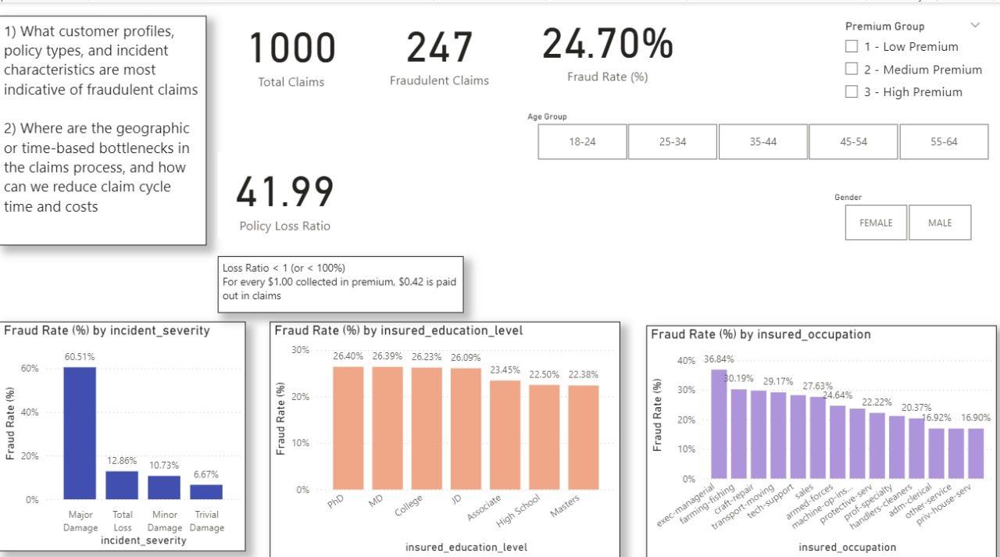 1) What customer profiles,
policy types, and incident
characteristics are most
indicative of fraudulent claims
2) Where are the geographic
or time-based bottlenecks in
the claims process, and how
can we reduce claim cycle
time and costs
1000
Total Claims
247
Fraudulent Claims
24.70%
Fraud Rate (%)
Premium Group
1 - Low Premium
2 - Medium Premium
3 - High Premium
Age Group
18-24
25-34
35-44
45-54
55-64
41.99
Policy Loss Ratio
Gender
FEMALE
MALE
Loss Ratio < 1 (or < 100%)
For every $1.00 collected in premium, $0.42 is paid
out in claims
Fraud Rate (%) by incident_severity
Fraud Rate (%)
60%
40%
20%
0%
60.51%
12.86%
10.73%
6.67%
Major
Damage
Total
Loss
Minor
Damage
Trivial
Damage
incident_severity
Fraud Rate (%) by insured_education_level
Fraud Rate (%)
30%
20%
10%
0%
26.40%
26.39%
26.23%
26.09%
23.45%
22.50%
22.38%
PhD
MD
College
JD
Associate
High School
Masters
insured_education_level
Fraud Rate (%) by insured_occupation
Fraud Rate (%)
40%
30%
20%
10%
0%
36.84%
30.19%
29.17%
27.63%
24.64%
22.22%
20.37%
16.92%
16.90%
exec-managerial
farming-fishing
craft-repair
transport-moving
tech-support
sales
armed-forces
machine-op-ins...
protective-serv
prof-specialty
handlers-cleaners
adm-clerical
other-service
priv-house-serv
insured_occupation